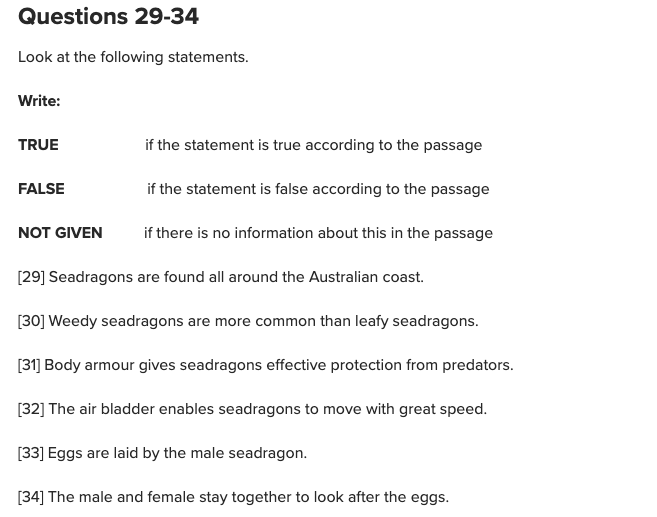 Questions 29-34
Look at the following statements.
Write:
TRUE if the statement is true according to the passage
FALSE if the statement is false according to the passage
NOT GIVEN if there is no information about this in the passage
[29] Seadragons are found all around the Australian coast.
[30] Weedy seadragons are more common than leafy seadragons.
[31] Body armour gives seadragons effective protection from predators.
[32] The air bladder enables seadragons to move with great speed.
[33] Eggs are laid by the male seadragon.
[34] The male and female stay together to look after the eggs.